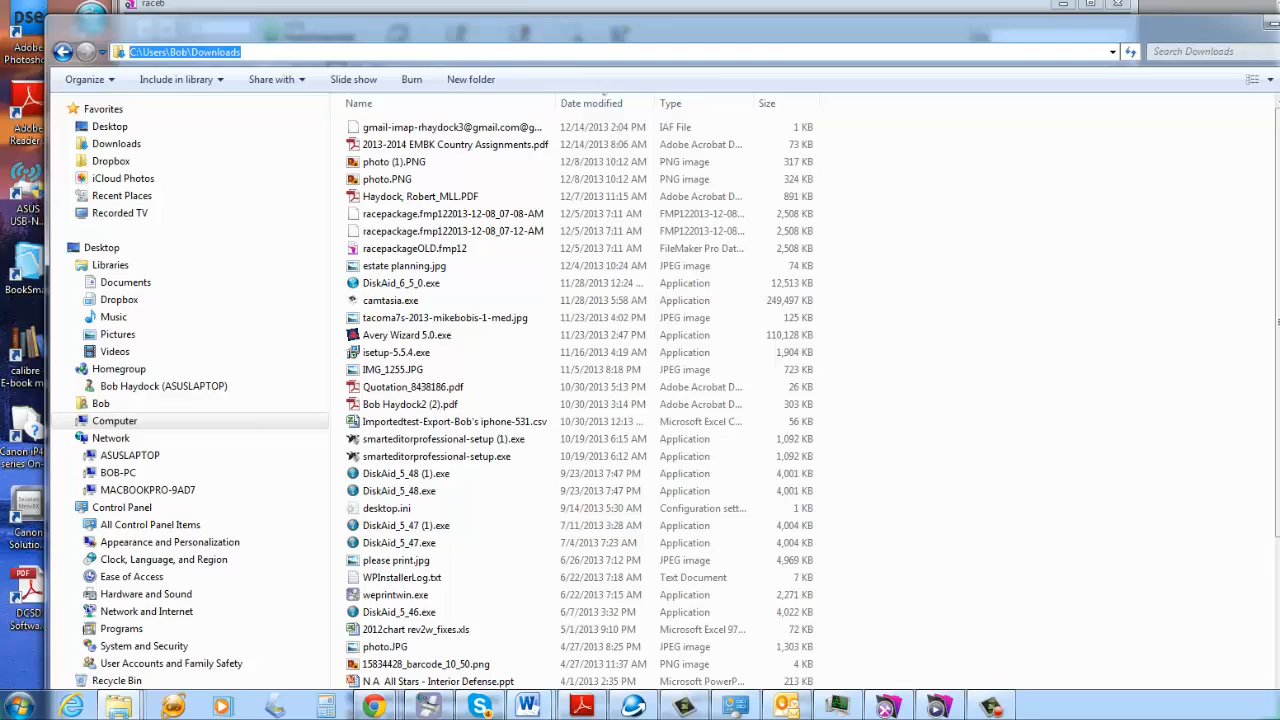 raceb
pse
C:\Users\Bob\Downloads
Search Downloads
Organize Include in library Share with Slide show Burn New folder
Name Date modified Type Size
Adobe
Photosh...
Adobe
Reader
ASUS
USB-N...
BookSma
calibre
E-book m
Canon iP4
series On-
Canon
Solutio...
DCSD
Softwa...
Favorites
Desktop
Downloads
Dropbox
iCloud Photos
Recent Places
Recorded TV
Desktop
Libraries
Documents
Dropbox
Music
Pictures
Videos
Homegroup
Bob Haydock (ASUSLAPTOP)
Bob
Computer
Network
ASUSLAPTOP
BOB-PC
MACBOOKPRO-9AD7
Control Panel
All Control Panel Items
Appearance and Personalization
Clock, Language, and Region
Ease of Access
Hardware and Sound
Network and Internet
Programs
System and Security
User Accounts and Family Safety
Recycle Bin
gmail-imap-rhaydock3@gmail.com@g... 12/14/2013 2:04 PM IAF File 1 KB
2013-2014 EMBK Country Assignments.pdf 12/14/2013 8:06 AM Adobe Acrobat D... 73 KB
photo (1).PNG 12/8/2013 10:12 AM PNG image 317 KB
photo.PNG 12/8/2013 10:12 AM PNG image 324 KB
Haydock, Robert_MLL.PDF 12/7/2013 11:15 AM Adobe Acrobat D... 891 KB
racepackage.fmp122013-12-08_07-08-AM 12/5/2013 7:11 AM FMP122013-12-08... 2,508 KB
racepackage.fmp122013-12-08_07-12-AM 12/5/2013 7:11 AM FMP122013-12-08... 2,508 KB
racepackageOLD.fmp12 12/5/2013 7:11 AM FileMaker Pro Dat... 2,508 KB
estate planning.jpg 12/4/2013 10:24 AM JPEG image 74 KB
DiskAid_6_5_0.exe 11/28/2013 12:24 ... Application 12,513 KB
camtasia.exe 11/28/2013 5:58 AM Application 249,497 KB
tacoma7s-2013-mikebobis-1-med.jpg 11/23/2013 4:02 PM JPEG image 125 KB
Avery Wizard 5.0.exe 11/23/2013 2:47 PM Application 110,128 KB
isetup-5.5.4.exe 11/16/2013 4:19 AM Application 1,904 KB
IMG_1255.JPG 11/5/2013 8:18 PM JPEG image 723 KB
Quotation_8438186.pdf 10/30/2013 5:13 PM Adobe Acrobat D... 26 KB
Bob Haydock2 (2).pdf 10/30/2013 3:14 PM Adobe Acrobat D... 303 KB
Importedtest-Export-Bob's iphone-531.csv 10/30/2013 12:13 ... Microsoft Excel C... 56 KB
smarteditorprofessional-setup (1).exe 10/19/2013 6:15 AM Application 1,092 KB
smarteditorprofessional-setup.exe 10/19/2013 6:12 AM Application 1,092 KB
DiskAid_5_48 (1).exe 9/23/2013 7:47 PM Application 4,001 KB
DiskAid_5_48.exe 9/23/2013 7:47 PM Application 4,001 KB
desktop.ini 9/14/2013 5:30 AM Configuration sett... 1 KB
DiskAid_5_47 (1).exe 7/11/2013 3:28 AM Application 4,004 KB
DiskAid_5_47.exe 7/4/2013 7:23 AM Application 4,004 KB
please print.jpg 6/26/2013 7:12 PM JPEG image 4,969 KB
WPInstallerLog.txt 6/22/2013 7:18 AM Text Document 7 KB
weprintwin.exe 6/22/2013 7:15 AM Application 2,271 KB
DiskAid_5_46.exe 6/7/2013 3:32 PM Application 4,022 KB
2012chart rev2w_fixes.xls 5/1/2013 9:10 PM Microsoft Excel 97... 72 KB
photo.JPG 4/27/2013 8:25 PM JPEG image 1,303 KB
15834428_barcode_10_50.png 4/27/2013 11:37 AM PNG image 4 KB
N A All Stars - Interior Defense.ppt 4/1/2013 2:35 PM Microsoft PowerP... 241 KB